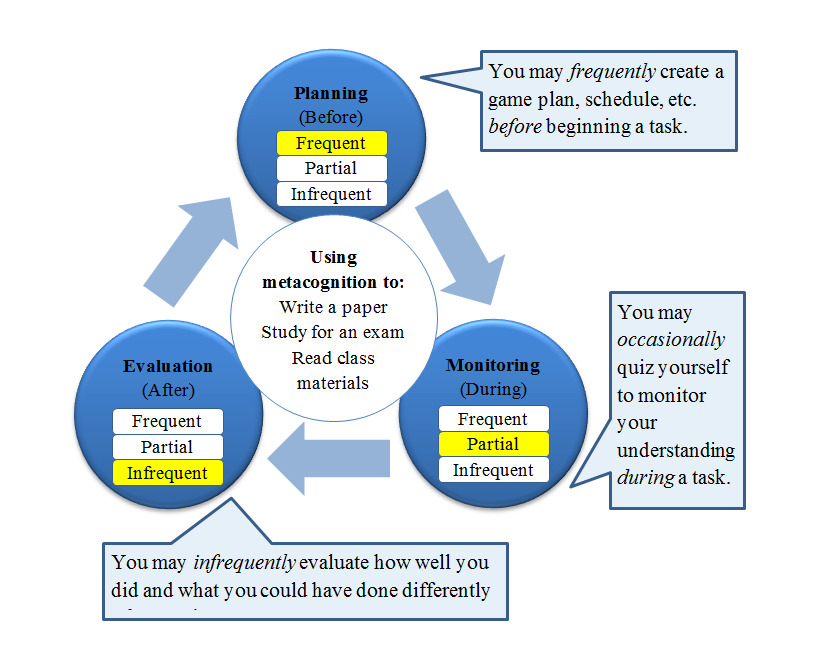 Planning
(Before)
Frequent
Partial
Infrequent
You may frequently create a
game plan, schedule, etc.
before beginning a task.
Using
metacognition to:
Write a paper
Study for an exam
Read class
materials
Monitoring
(During)
Frequent
Partial
Infrequent
You may
occasionally
quiz yourself
to monitor
your
understanding
during a task.
Evaluation
(After)
Frequent
Partial
Infrequent
You may infrequently evaluate how well you
did and what you could have done differently